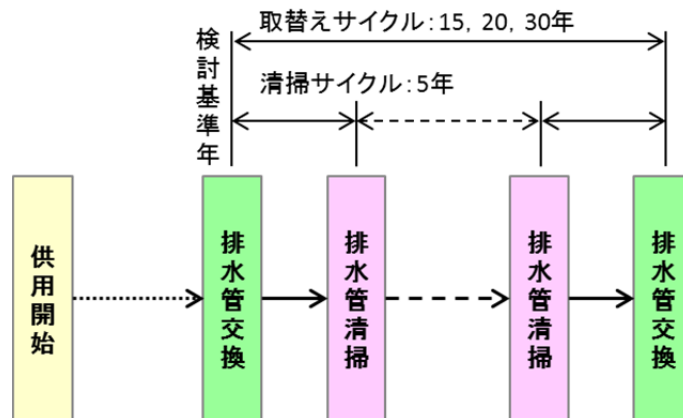 取替えサイクル：15，20，30年
検討基準年
清掃サイクル：5年
供用開始
排水管交換
排水管清掃
排水管清掃
排水管交換